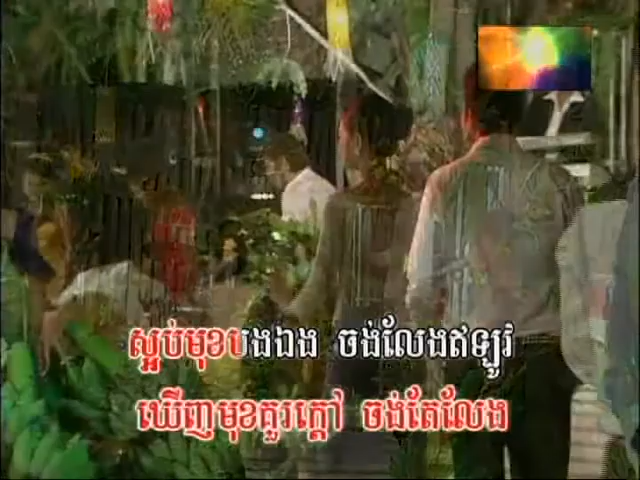 ស្អប់មុខបងឯង ចង់លែងឥឡូវ
ឃើញមុខគួរក្ដៅ ចង់តែលែង